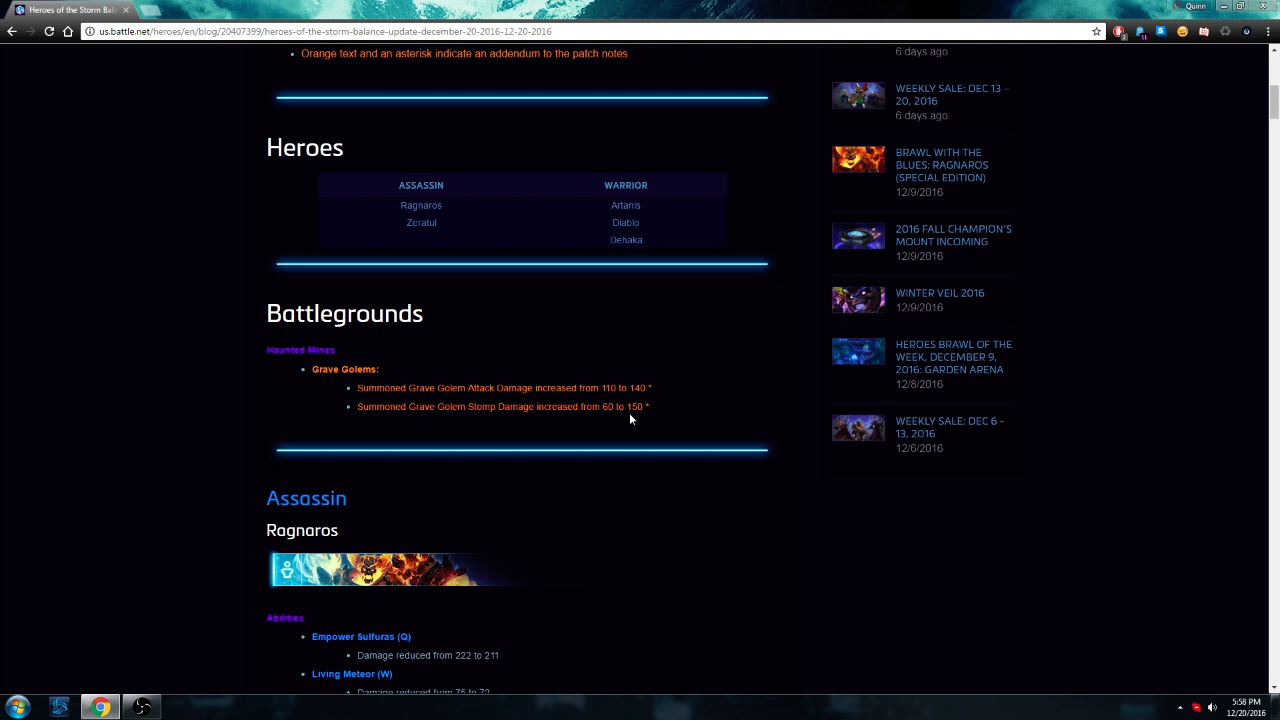 Heroes of the Storm Bala
Quinn
us.battle.net/heroes/en/blog/20407399/heroes-of-the-storm-balance-update-december-20-2016-12-20-2016
Orange text and an asterisk indicate an addendum to the patch notes
Heroes
ASSASSIN WARRIOR
Ragnaros Artanis
Zeratul Diablo
Dehaka
Battlegrounds
Haunted Mines
Grave Golems:
Summoned Grave Golem Attack Damage increased from 110 to 140 *
Summoned Grave Golem Stomp Damage increased from 60 to 150 *
Assassin
Ragnaros
Abilities
Empower Sulfuras (Q)
Damage reduced from 222 to 211
Living Meteor (W)
Damage reduced from 75 to 72
6 days ago
WEEKLY SALE: DEC 13 –
20, 2016
6 days ago
BRAWL WITH THE
BLUES: RAGNAROS
(SPECIAL EDITION)
12/9/2016
2016 FALL CHAMPION'S
MOUNT INCOMING
12/9/2016
WINTER VEIL 2016
12/9/2016
HEROES BRAWL OF THE
WEEK, DECEMBER 9,
2016: GARDEN ARENA
12/8/2016
WEEKLY SALE: DEC 6 -
13, 2016
12/6/2016
5:58 PM
12/20/2016